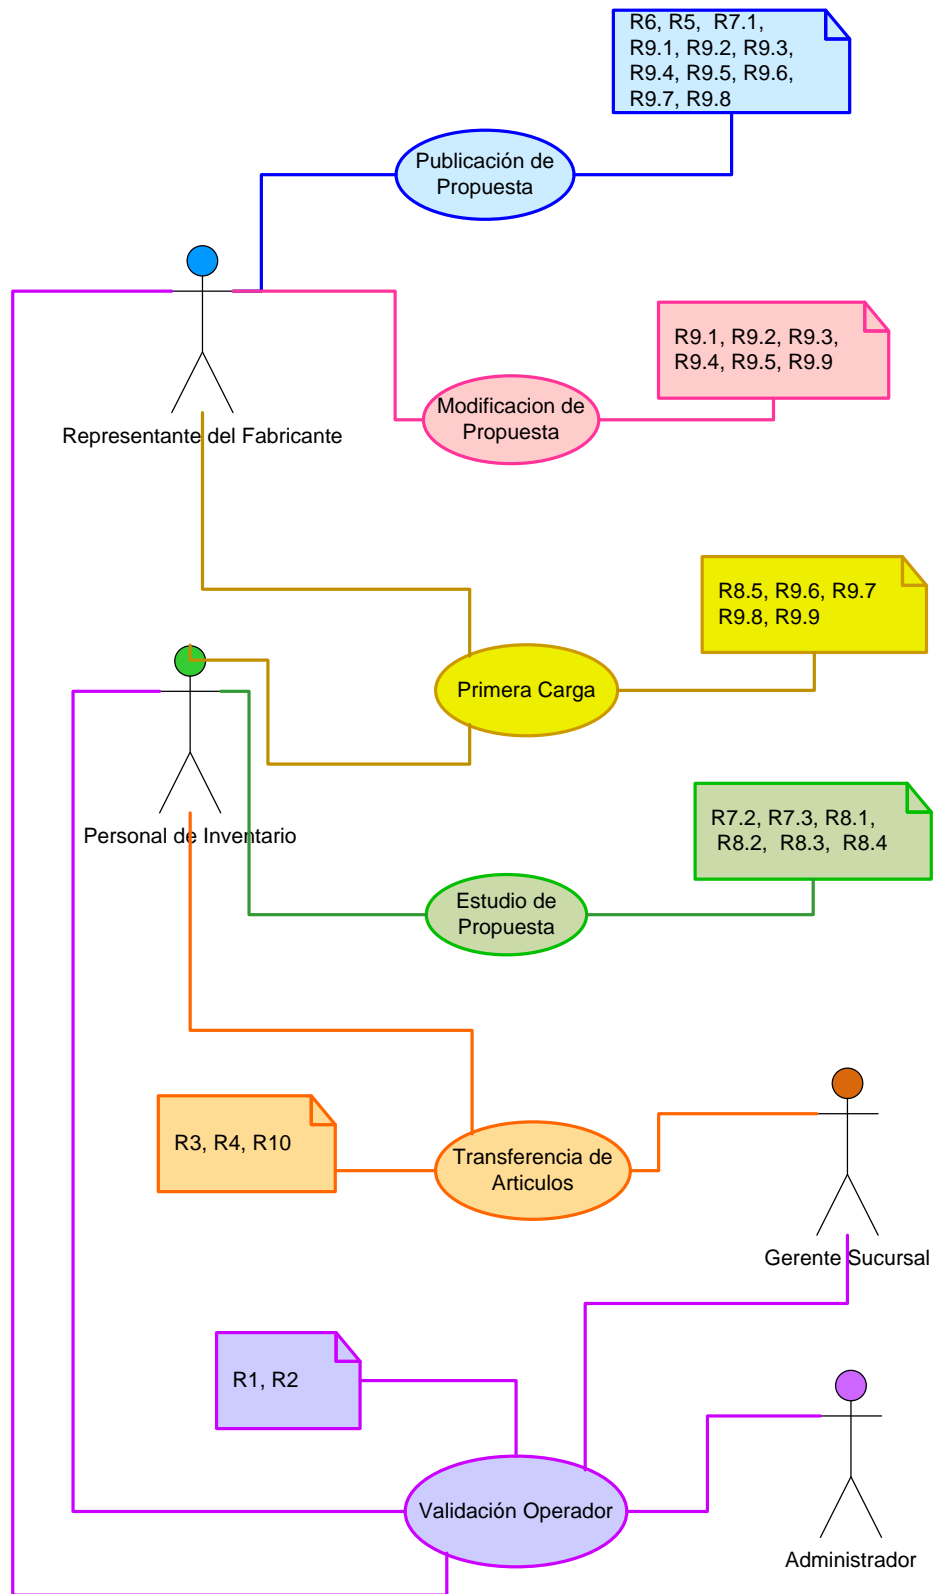 R6, R5, R7.1,
R9.1, R9.2, R9.3,
R9.4, R9.5, R9.6,
R9.7, R9.8
Publicación de
Propuesta
R9.1, R9.2, R9.3,
R9.4, R9.5, R9.9
Modificacion de
Propuesta
Representante del Fabricante
R8.5, R9.6, R9.7
R9.8, R9.9
Primera Carga
Personal de Inventario
R7.2, R7.3, R8.1,
R8.2, R8.3, R8.4
Estudio de
Propuesta
R3, R4, R10
Transferencia de
Articulos
Gerente Sucursal
R1, R2
Validación Operador
Administrador